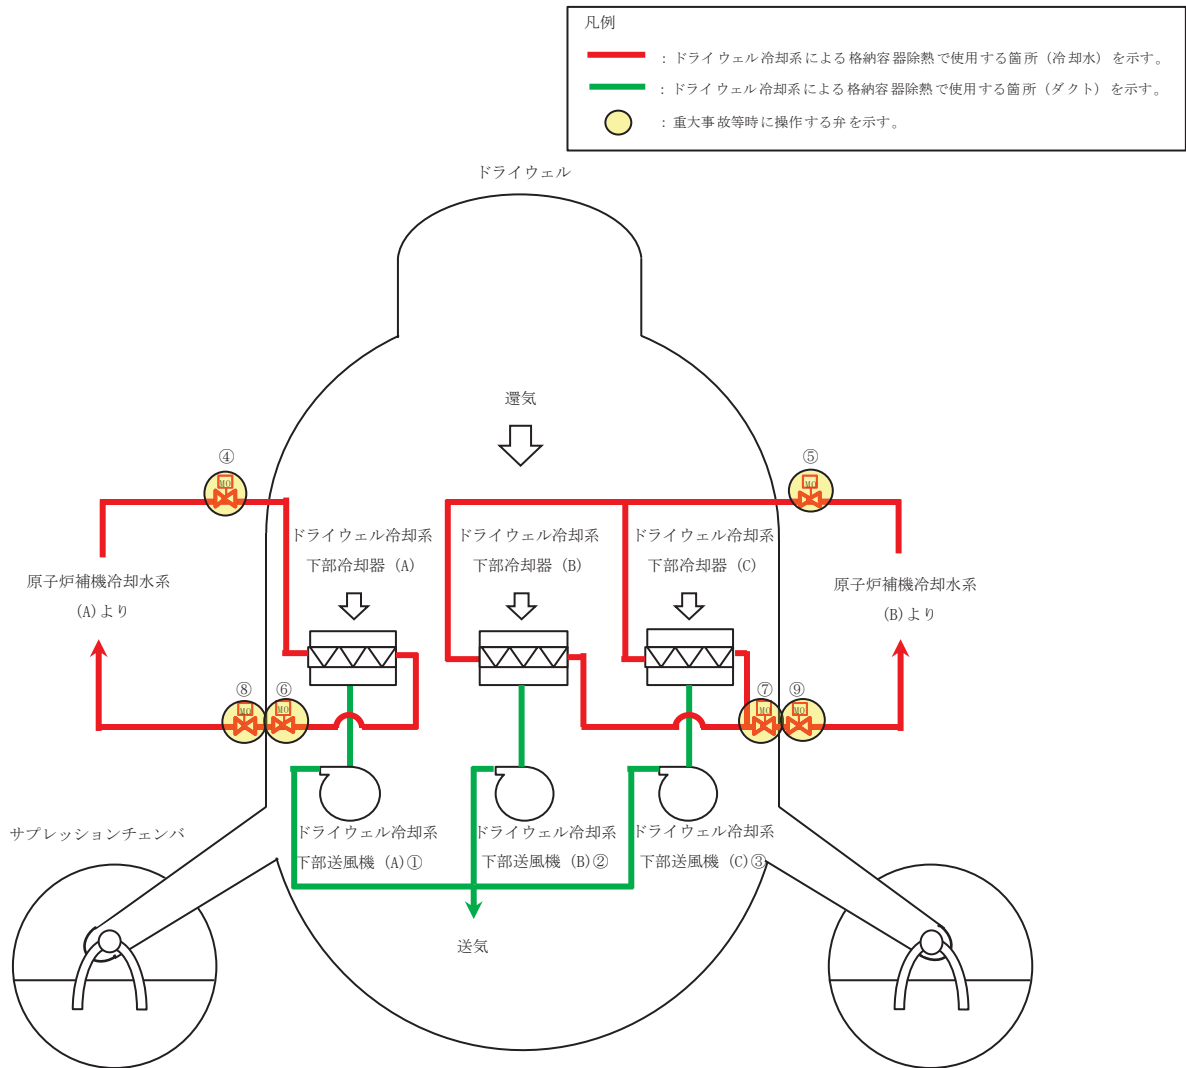 凡例
：ドライウェル冷却系による格納容器除熱で使用する箇所（冷却水）を示す。
：ドライウェル冷却系による格納容器除熱で使用する箇所（ダクト）を示す。
：重大事故等時に操作する弁を示す。
ドライウェル
還気
④
⑤
MO
MO
ドライウェル冷却系
下部冷却器（A）
ドライウェル冷却系
下部冷却器（B）
ドライウェル冷却系
下部冷却器（C）
原子炉補機冷却水系
(A)より
原子炉補機冷却水系
(B)より
⑧
⑥
⑦
⑨
MO
MO
MO
MO
サプレッションチェンバ
ドライウェル冷却系
下部送風機（A）①
ドライウェル冷却系
下部送風機（B）②
ドライウェル冷却系
下部送風機（C）③
送気